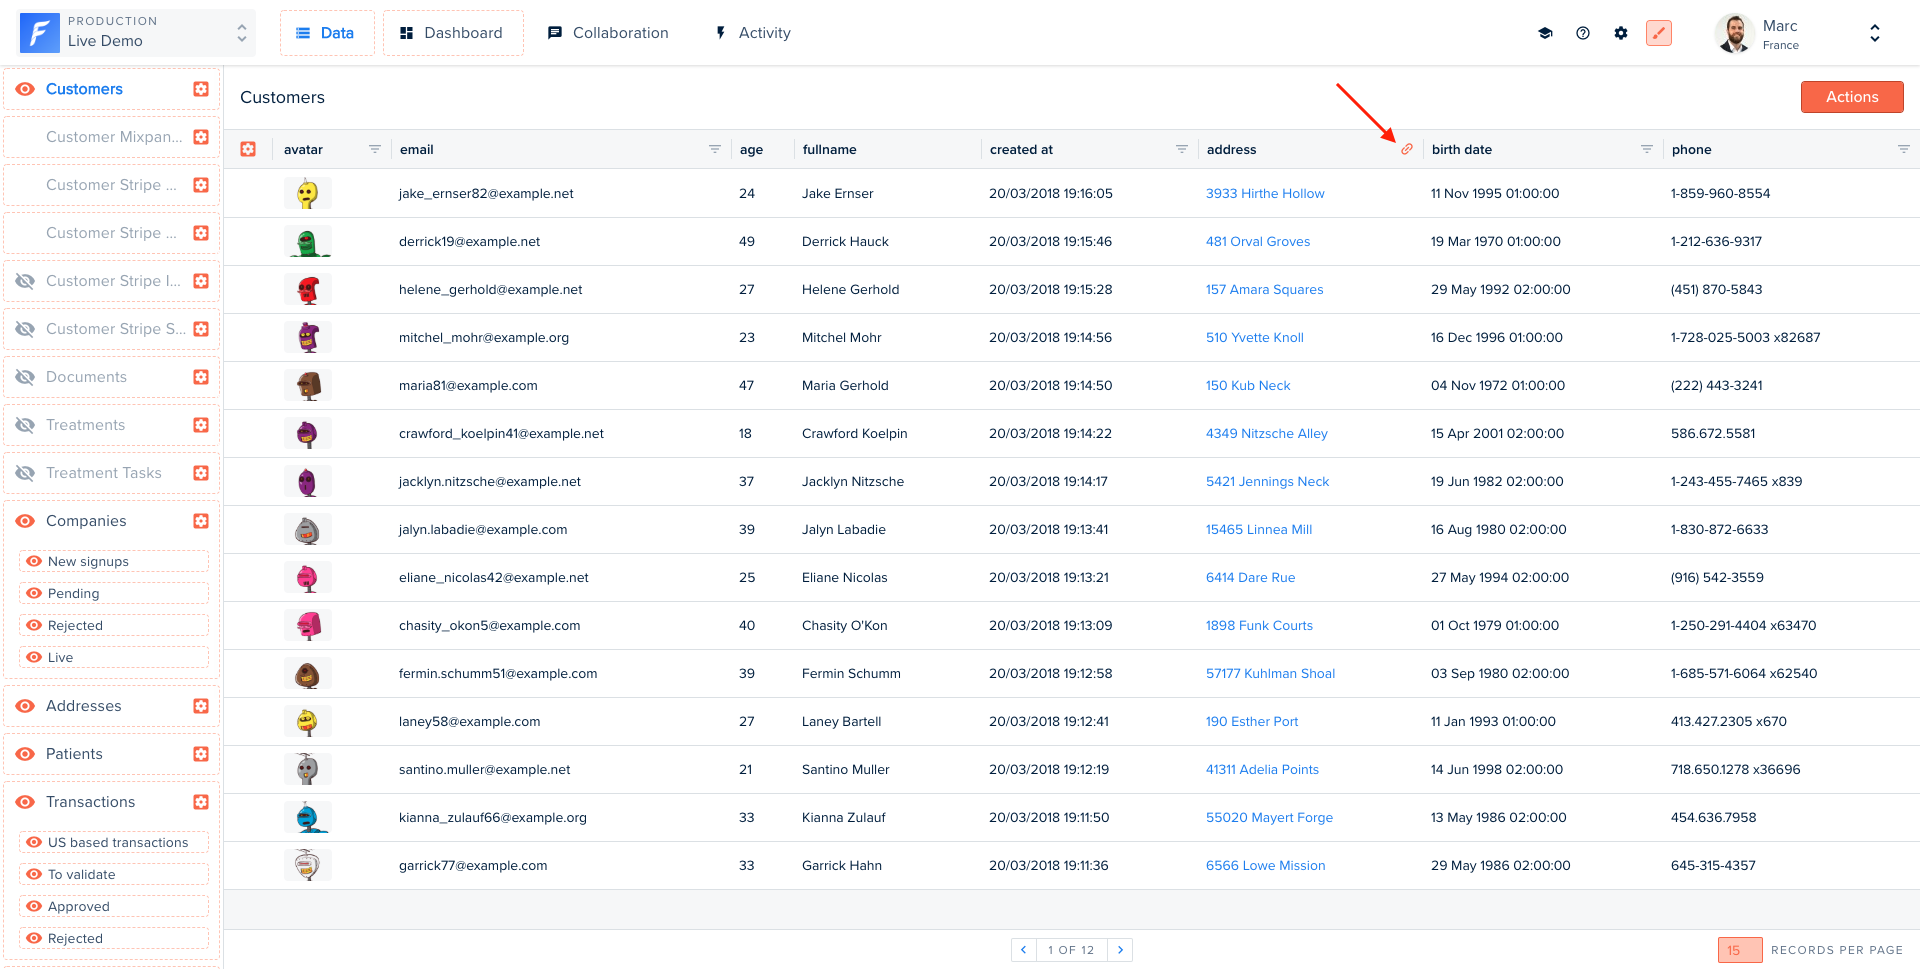 PRODUCTION
Live Demo
Data
Dashboard
Collaboration
Activity
Marc
France
Customers
Customer Mixpan...
Customer Stripe ...
Customer Stripe ...
Customer Stripe I...
Customer Stripe S...
Documents
Treatments
Treatment Tasks
Companies
New signups
Pending
Rejected
Live
Addresses
Patients
Transactions
US based transactions
To validate
Approved
Rejected
Customers
Actions
avatar email age fullname created at address birth date phone
jake_ernser82@example.net 24 Jake Ernser 20/03/2018 19:16:05 3933 Hirthe Hollow 11 Nov 1995 01:00:00 1-859-960-8554
derrick19@example.net 49 Derrick Hauck 20/03/2018 19:15:46 481 Orval Groves 19 Mar 1970 01:00:00 1-212-636-9317
helene_gerhold@example.net 27 Helene Gerhold 20/03/2018 19:15:28 157 Amara Squares 29 May 1992 02:00:00 (451) 870-5843
mitchel_mohr@example.org 23 Mitchel Mohr 20/03/2018 19:14:56 510 Yvette Knoll 16 Dec 1996 01:00:00 1-728-025-5003 x82687
maria81@example.com 47 Maria Gerhold 20/03/2018 19:14:50 150 Kub Neck 04 Nov 1972 01:00:00 (222) 443-3241
crawford_koelpin41@example.net 18 Crawford Koelpin 20/03/2018 19:14:22 4349 Nitzsche Alley 15 Apr 2001 02:00:00 586.672.5581
jacklyn.nitzsche@example.net 37 Jacklyn Nitzsche 20/03/2018 19:14:17 5421 Jennings Neck 19 Jun 1982 02:00:00 1-243-455-7465 x839
jalyn.labadie@example.com 39 Jalyn Labadie 20/03/2018 19:13:41 15465 Linnea Mill 16 Aug 1980 02:00:00 1-830-872-6633
eliane_nicolas42@example.net 25 Eliane Nicolas 20/03/2018 19:13:21 6414 Dare Rue 27 May 1994 02:00:00 (916) 542-3559
chasity_okon5@example.com 40 Chasity O'Kon 20/03/2018 19:13:09 1898 Funk Courts 01 Oct 1979 01:00:00 1-250-291-4404 x63470
fermin.schumm51@example.com 39 Fermin Schumm 20/03/2018 19:12:58 57177 Kuhlman Shoal 03 Sep 1980 02:00:00 1-685-571-6064 x62540
laney58@example.com 27 Laney Bartell 20/03/2018 19:12:41 190 Esther Port 11 Jan 1993 01:00:00 413.427.2305 x670
santino.muller@example.net 21 Santino Muller 20/03/2018 19:12:19 41311 Adelia Points 14 Jun 1998 02:00:00 718.650.1278 x36696
kianna_zulauf66@example.org 33 Kianna Zulauf 20/03/2018 19:11:50 55020 Mayert Forge 13 May 1986 02:00:00 454.636.7958
garrick77@example.com 33 Garrick Hahn 20/03/2018 19:11:36 6566 Lowe Mission 29 May 1986 02:00:00 645-315-4357
1 OF 12
15 RECORDS PER PAGE